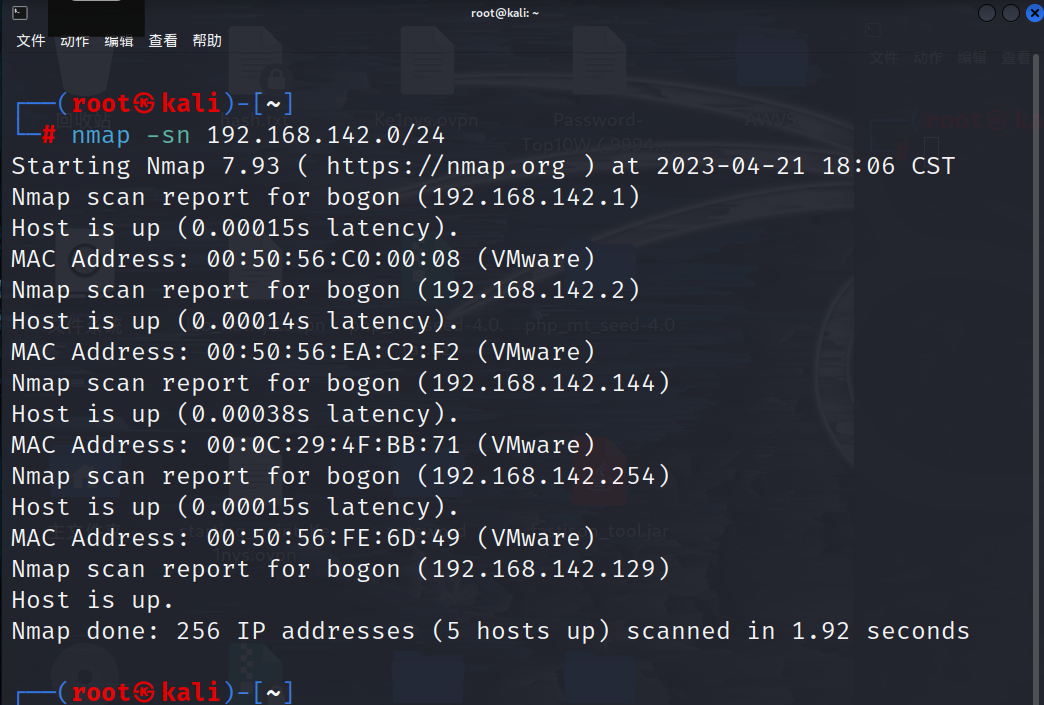 root@kali: ~
文件 动作 编辑 查看 帮助
┌──(root㉿kali)-[~]
└─# nmap -sn 192.168.142.0/24
Starting Nmap 7.93 ( https://nmap.org ) at 2023-04-21 18:06 CST
Nmap scan report for bogon (192.168.142.1)
Host is up (0.00015s latency).
MAC Address: 00:50:56:C0:00:08 (VMware)
Nmap scan report for bogon (192.168.142.2)
Host is up (0.00014s latency).
MAC Address: 00:50:56:EA:C2:F2 (VMware)
Nmap scan report for bogon (192.168.142.144)
Host is up (0.00038s latency).
MAC Address: 00:0C:29:4F:BB:71 (VMware)
Nmap scan report for bogon (192.168.142.254)
Host is up (0.00015s latency).
MAC Address: 00:50:56:FE:6D:49 (VMware)
Nmap scan report for bogon (192.168.142.129)
Host is up.
Nmap done: 256 IP addresses (5 hosts up) scanned in 1.92 seconds
┌──(root㉿kali)-[~]